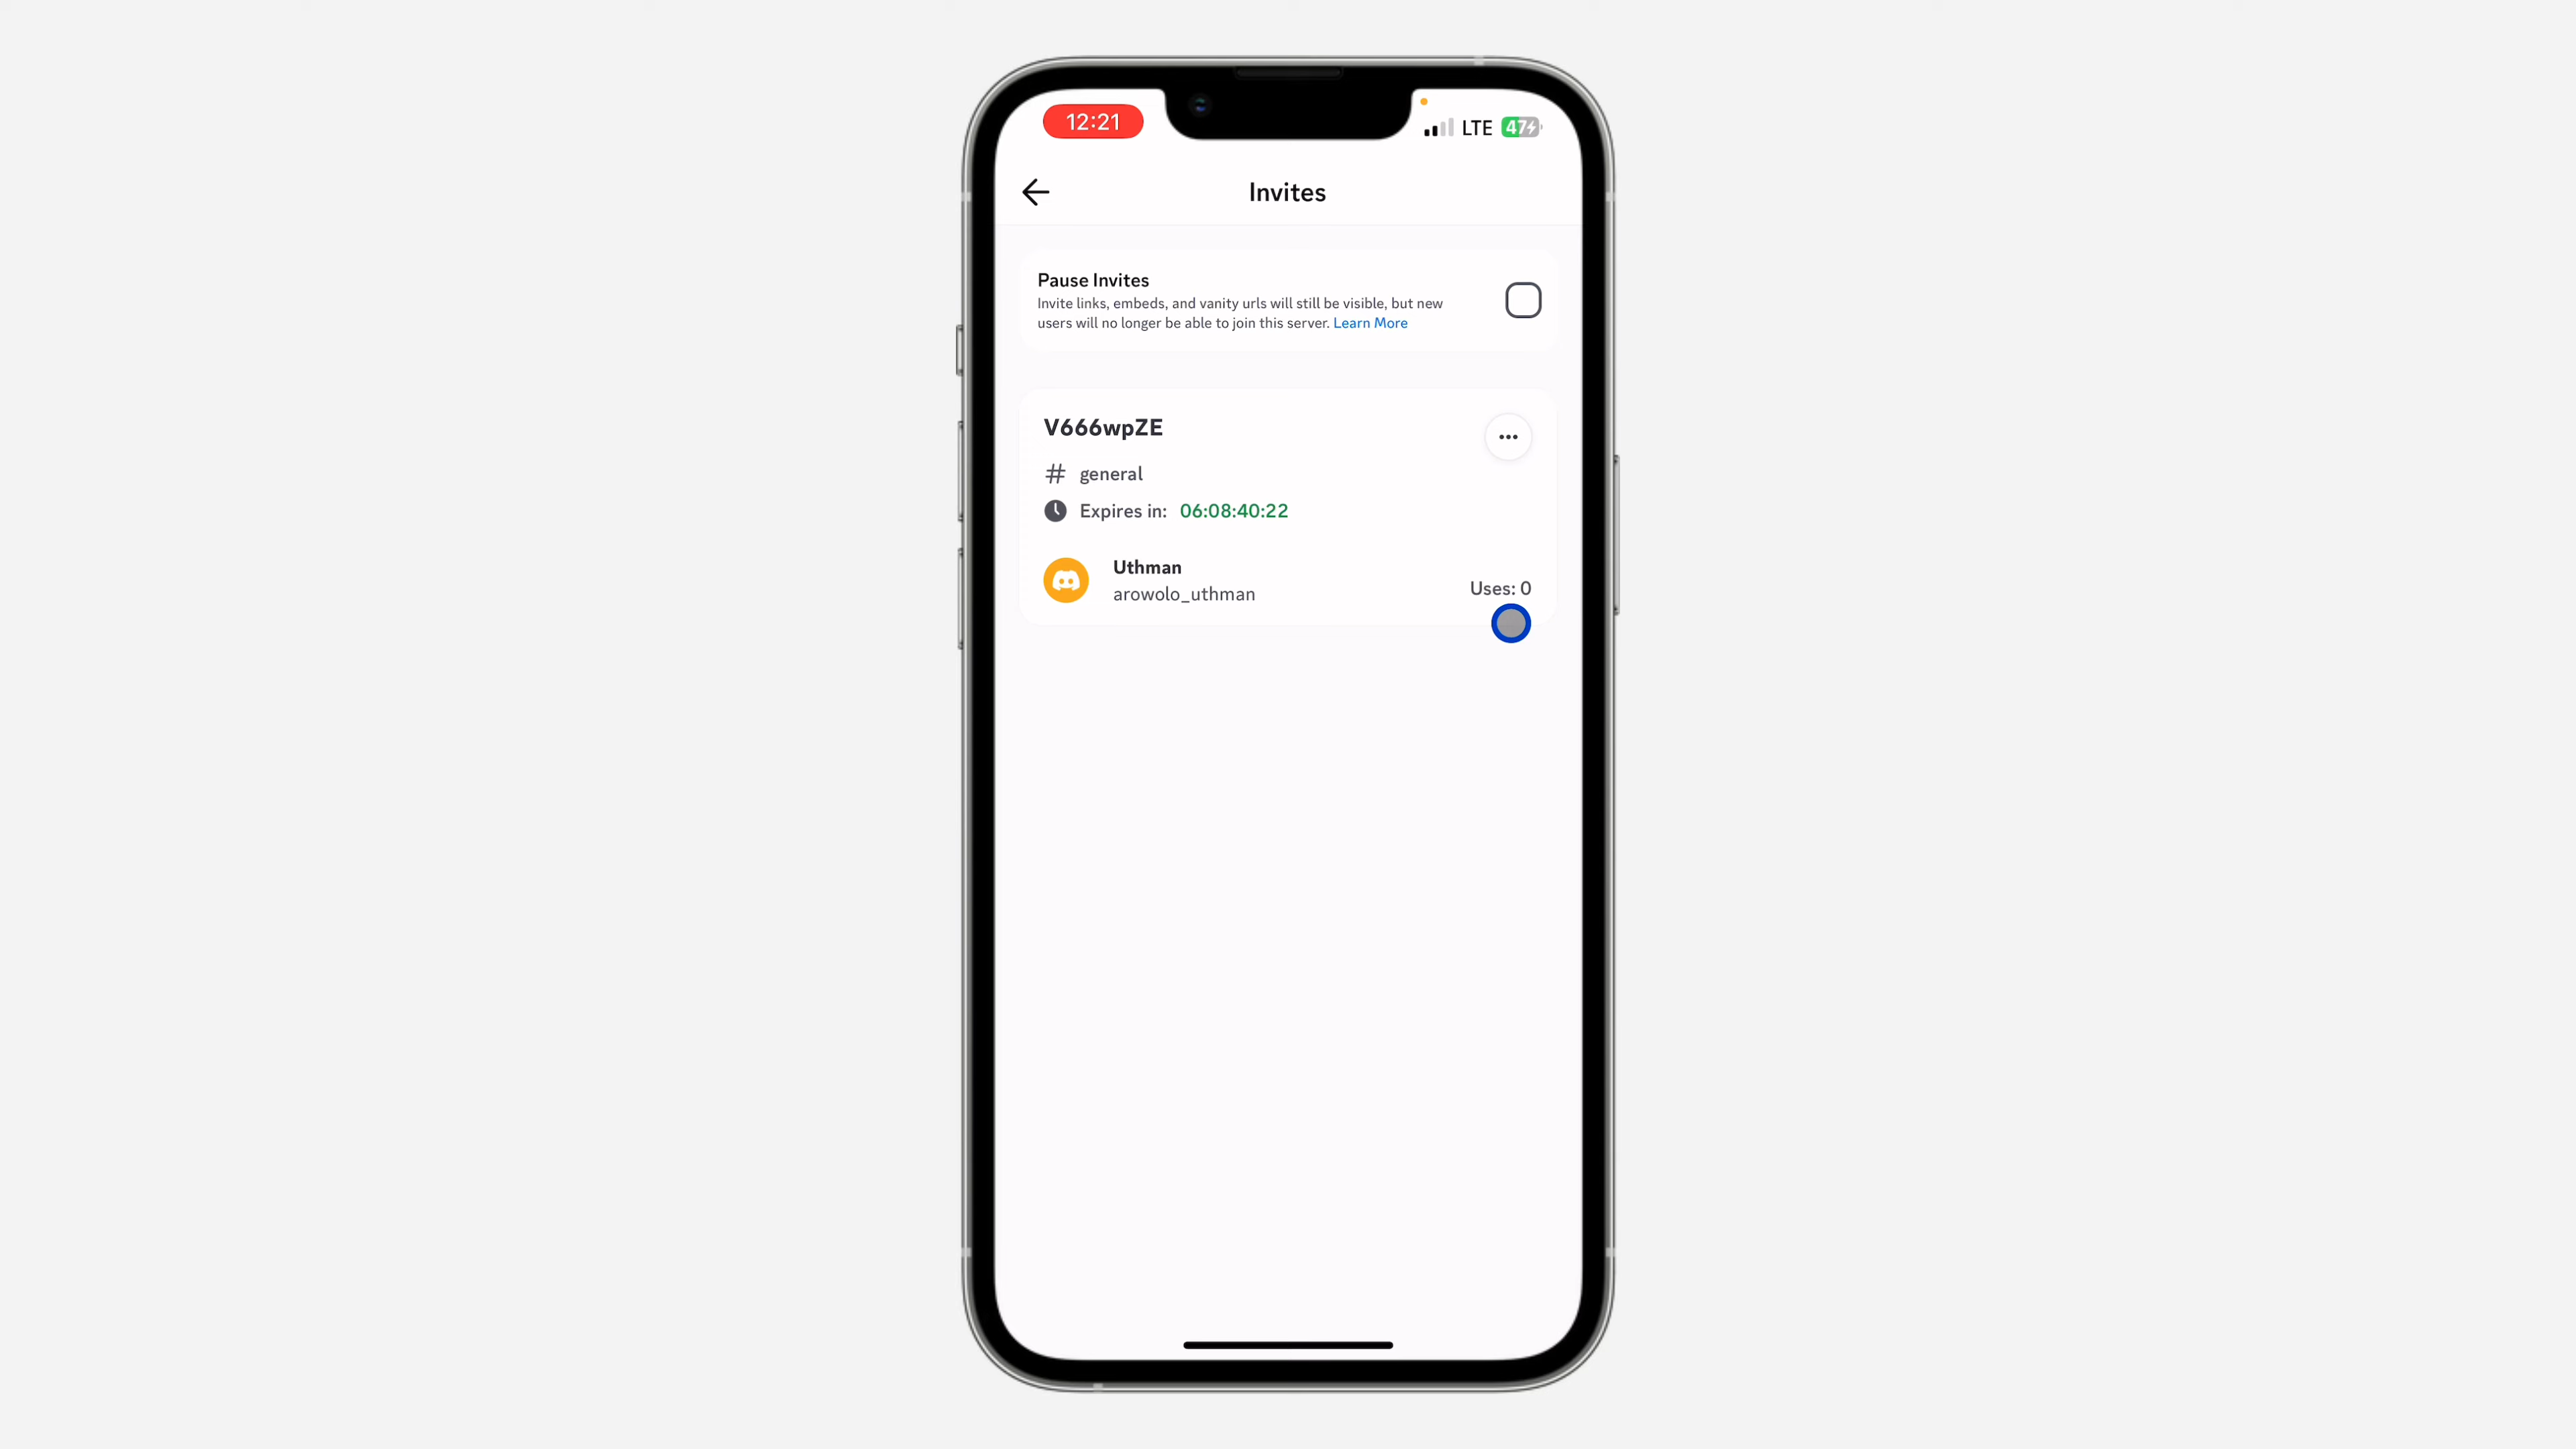 12:21
LTE 47
Invites
Pause Invites
Invite links, embeds, and vanity urls will still be visible, but new
users will no longer be able to join this server. Learn More
V666wpZE
# general
Expires in: 06:08:40:22
Uthman
arowolo_uthman
Uses: 0